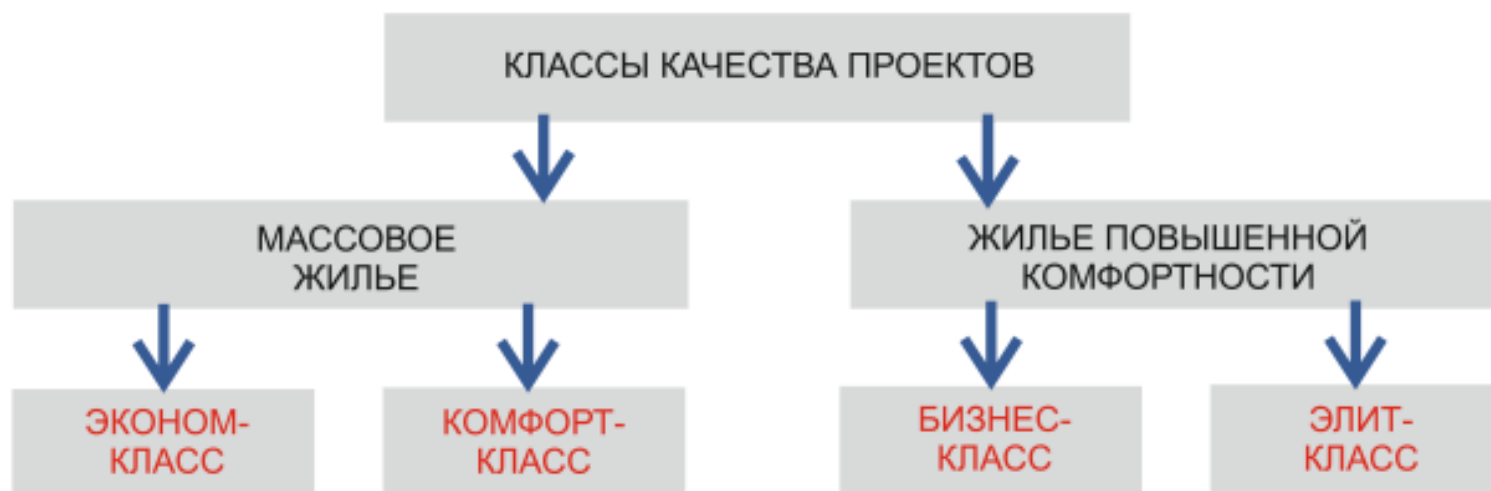 КЛАССЫ КАЧЕСТВА ПРОЕКТОВ
МАССОВОЕ
ЖИЛЬЕ
ЖИЛЬЕ ПОВЫШЕННОЙ
КОМФОРТНОСТИ
ЭКОНОМ-
КЛАСС
КОМФОРТ-
КЛАСС
БИЗНЕС-
КЛАСС
ЭЛИТ-
КЛАСС